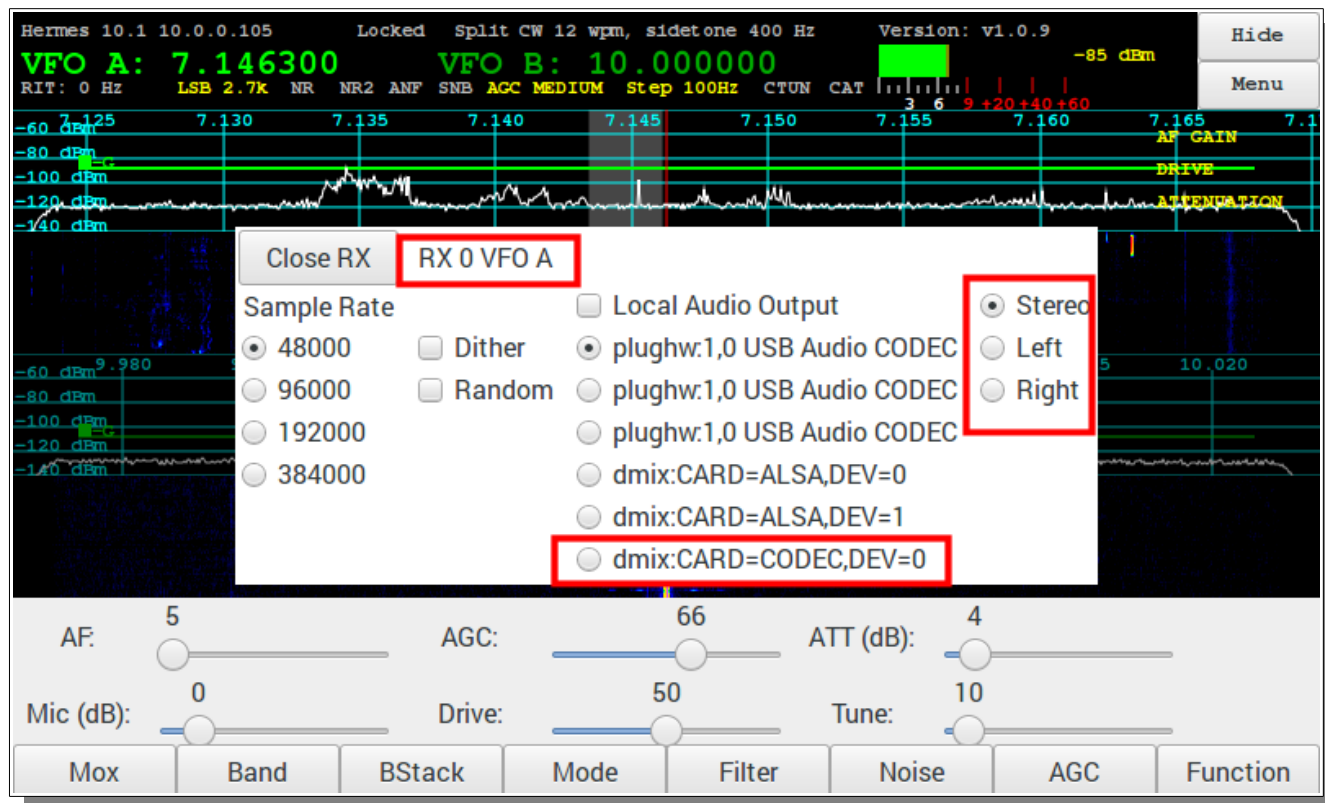 Hermes 10.1 10.0.0.105 Locked Split CW 12 wpm, sidetone 400 Hz Version: v1.0.9
Hide
VFO A: 7.146300 VFO B: 10.000000 -85 dBm
RIT: 0 Hz LSB 2.7k NR NR2 ANF SNB AGC MEDIUM Step 100Hz CTUN CAT
Menu
3 6 9 +20 +40 +60
7.125 7.130 7.135 7.140 7.145 7.150 7.155 7.160 7.165 7.1
-60 dBm
AF GAIN
-80 dBm
-G
DRIVE
-100 dBm
-120 dBm
ATTENUATION
-140 dBm
Close RX RX 0 VFO A
Sample Rate Local Audio Output Stereo
48000 Dither plughw:1,0 USB Audio CODEC Left
9.980 10.020
-60 dBm
96000 Random plughw:1,0 USB Audio CODEC Right
-80 dBm
-100 dBm
-G
192000 plughw:1,0 USB Audio CODEC
-120 dBm
384000 dmix:CARD=ALSA,DEV=0
-140 dBm
dmix:CARD=ALSA,DEV=1
dmix:CARD=CODEC,DEV=0
AF: 5 AGC: 66 ATT (dB): 4
Mic (dB): 0 Drive: 50 Tune: 10
Mox Band BStack Mode Filter Noise AGC Function